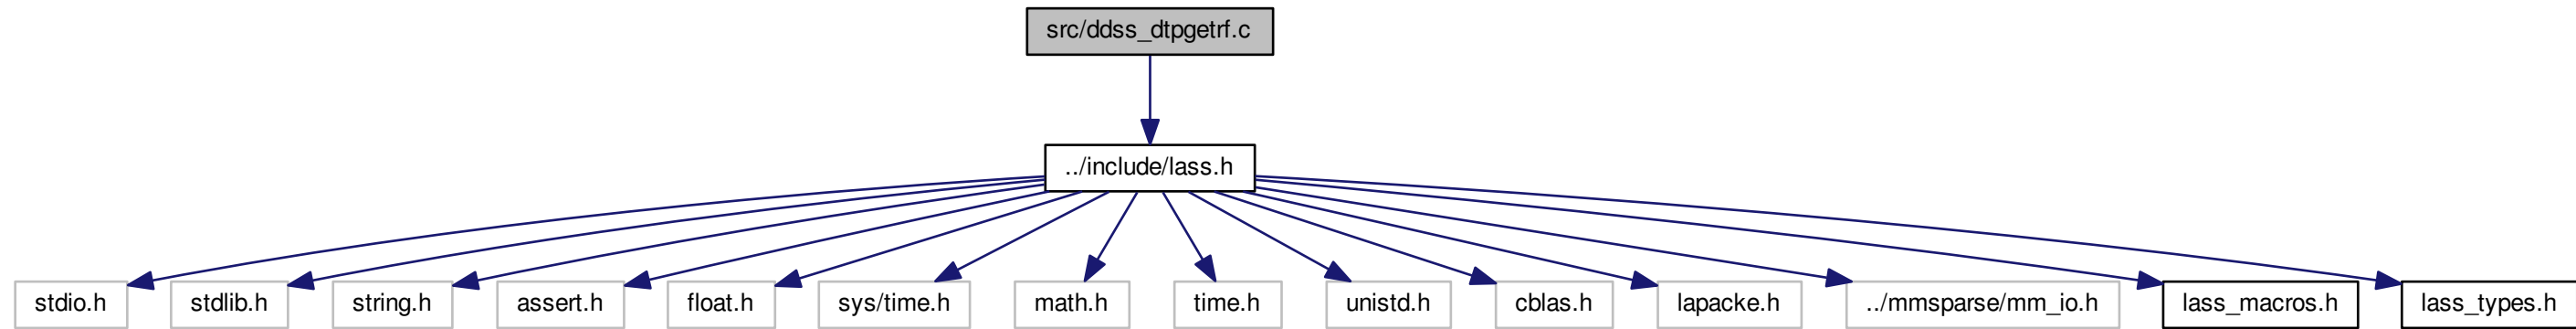 src/ddss_dtpgetrf.c
../include/lass.h
stdio.h
stdlib.h
string.h
assert.h
float.h
sys/time.h
math.h
time.h
unistd.h
cblas.h
lapacke.h
../mmsparse/mm_io.h
lass_macros.h
lass_types.h